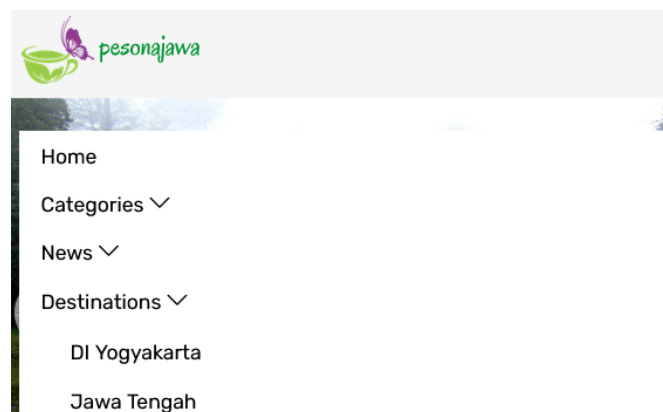 pesonajawa
Home
Categories
News
Destinations
DI Yogyakarta
Jawa Tengah